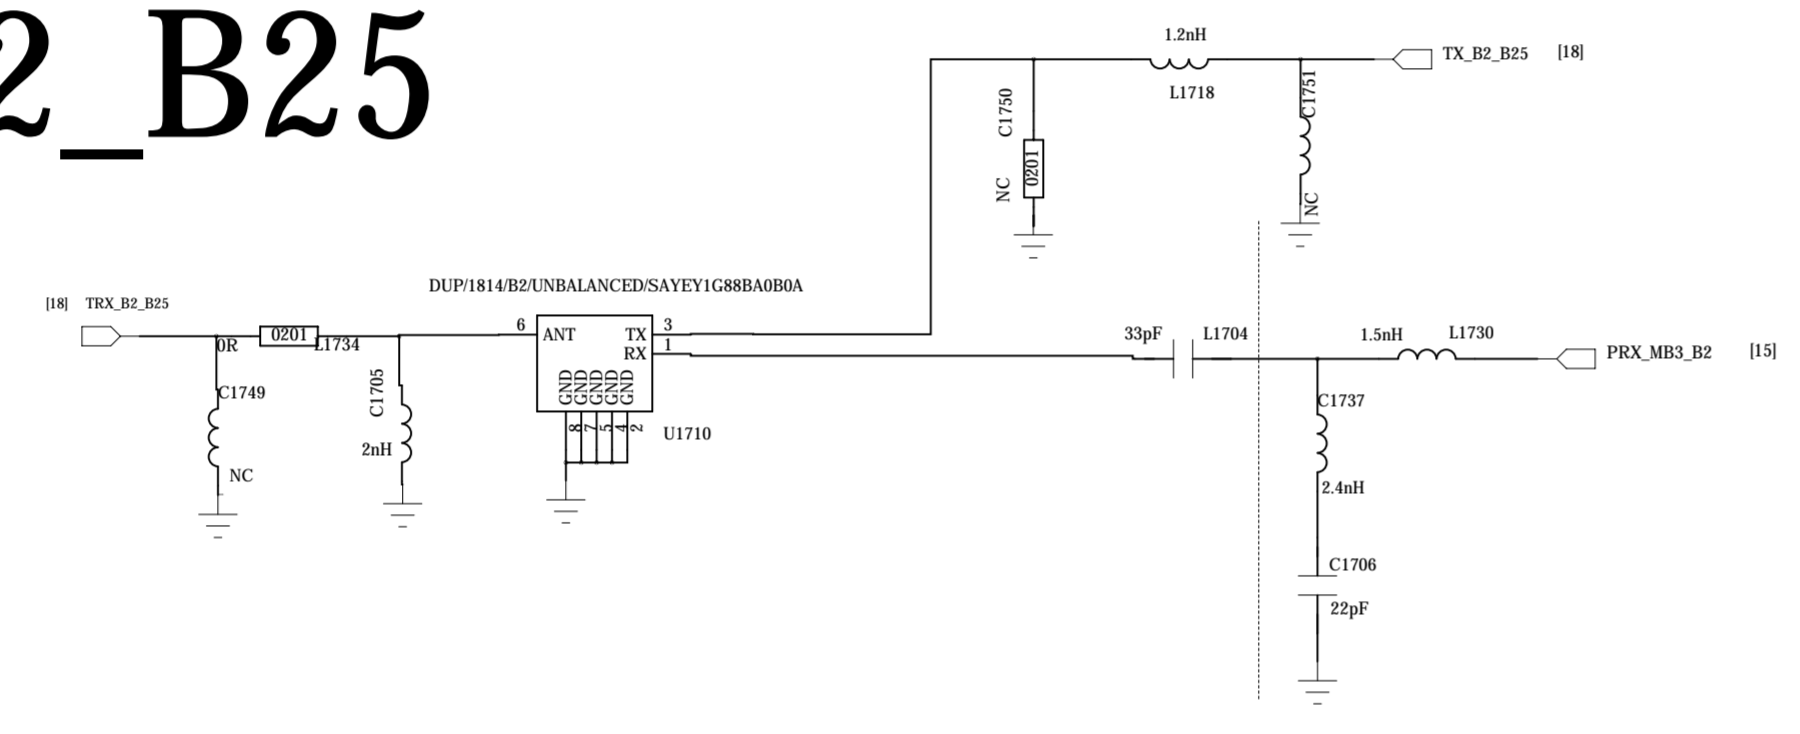 2_B25
1.2nH
TX_B2_B25 [18]
L1718
C1750
C1751
0201
NC
NC
DUP/1814/B2/UNBALANCED/SAYEY1G88BA0B0A
[18] TRX_B2_B25
6
ANT
TX
3
RX
1
0R
0201
L1734
33pF
L1704
1.5nH
L1730
PRX_MB3_B2 [15]
C1749
C1705
GND
GND
GND
GND
GND
8
7
5
4
2
U1710
C1737
2nH
NC
2.4nH
C1706
22pF